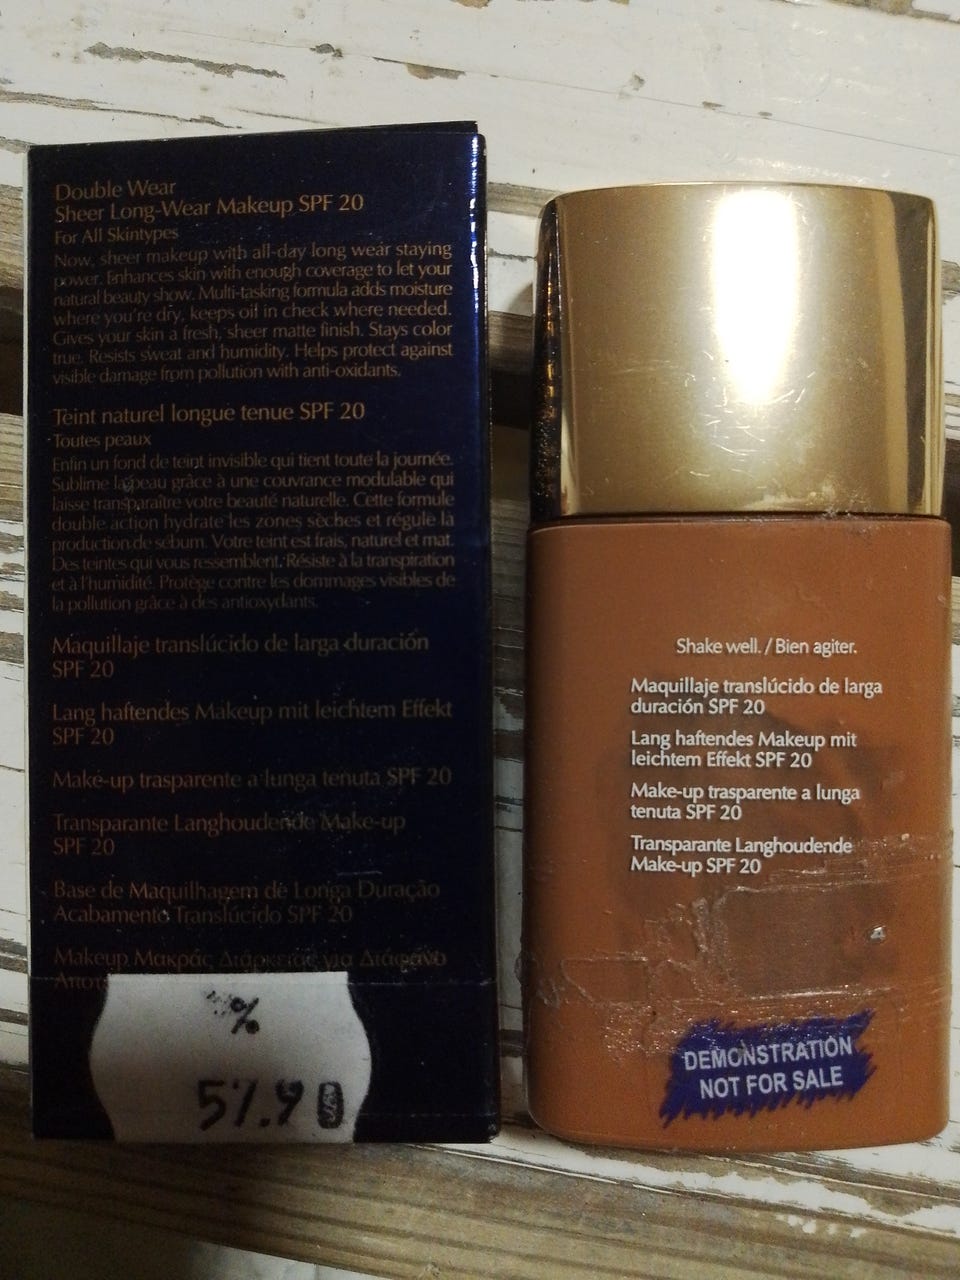 Double Wear
Sheer Long-Wear Makeup SPF 20
For All Skintypes
Now, sheer makeup with all-day long wear staying
power. Enhances skin with enough coverage to let your
natural beauty show. Multi-tasking formula adds moisture
where you're dry, keeps oil in check where needed.
Gives your skin a fresh, sheer matte finish. Stays color
true. Resists sweat and humidity. Helps protect against
visible damage from pollution with anti-oxidants.
Teint naturel longue tenue SPF 20
Toutes peaux
Enfin un fond de teint invisible qui tient toute la journée.
Sublime la peau grâce à une couvrance modulable qui
laisse transparaître votre beauté naturelle. Cette formule
double action hydrate les zones sèches et régule la
production de sébum. Votre teint est frais, naturel et mat.
Des teintes qui vous ressemblent. Résiste à la transpiration
et à l'humidité. Protège contre les dommages visibles de
la pollution grâce à des antioxydants.
Maquillaje translúcido de larga duración
SPF 20
Lang haftendes Makeup mit leichtem Effekt
SPF 20
Make-up trasparente a lunga tenuta SPF 20
Transparante Langhoudende Make-up
SPF 20
Base de Maquilhagem de Longa Duração
Acabamento Translúcido SPF 20
Makeup Μακράς Διάρκειας για Διάφανο
%
57.90
Shake well. / Bien agiter.
Maquillaje translúcido de larga
duración SPF 20
Lang haftendes Makeup mit
leichtem Effekt SPF 20
Make-up trasparente a lunga
tenuta SPF 20
Transparante Langhoudende
Make-up SPF 20
DEMONSTRATION
NOT FOR SALE